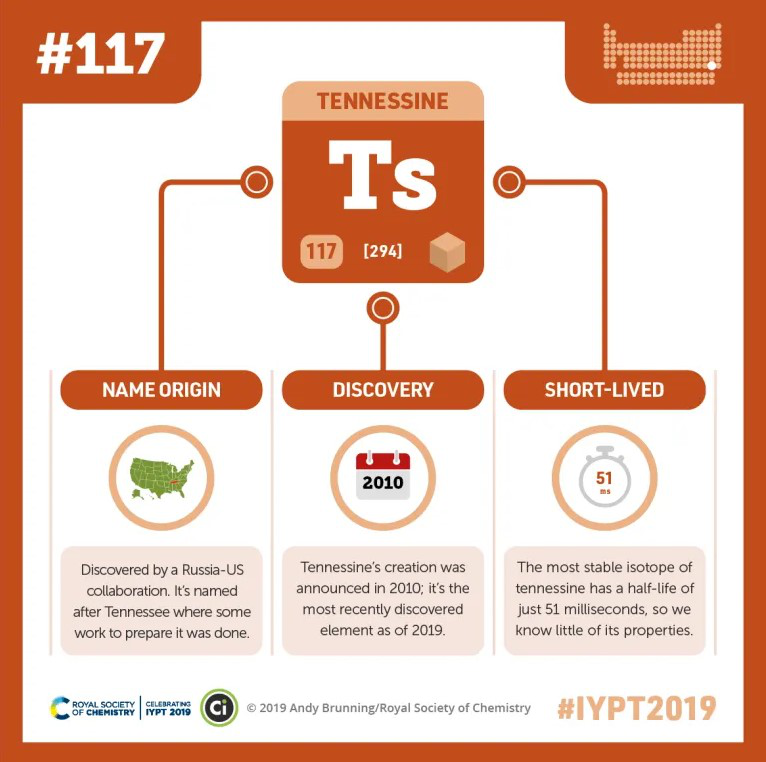 #117
TENNESSINE
Ts
117 [294]
NAME ORIGIN
Discovered by a Russia-US
collaboration. It's named
after Tennessee where some
work to prepare it was done.
DISCOVERY
2010
Tennessine's creation was
announced in 2010; it's the
most recently discovered
element as of 2019.
SHORT-LIVED
51
ms
The most stable isotope of
tennessine has a half-life of
just 51 milliseconds, so we
know little of its properties.
ROYAL SOCIETY
OF CHEMISTRY
CELEBRATING
IYPT 2019
Ci
© 2019 Andy Brunning/Royal Society of Chemistry
#IYPT2019